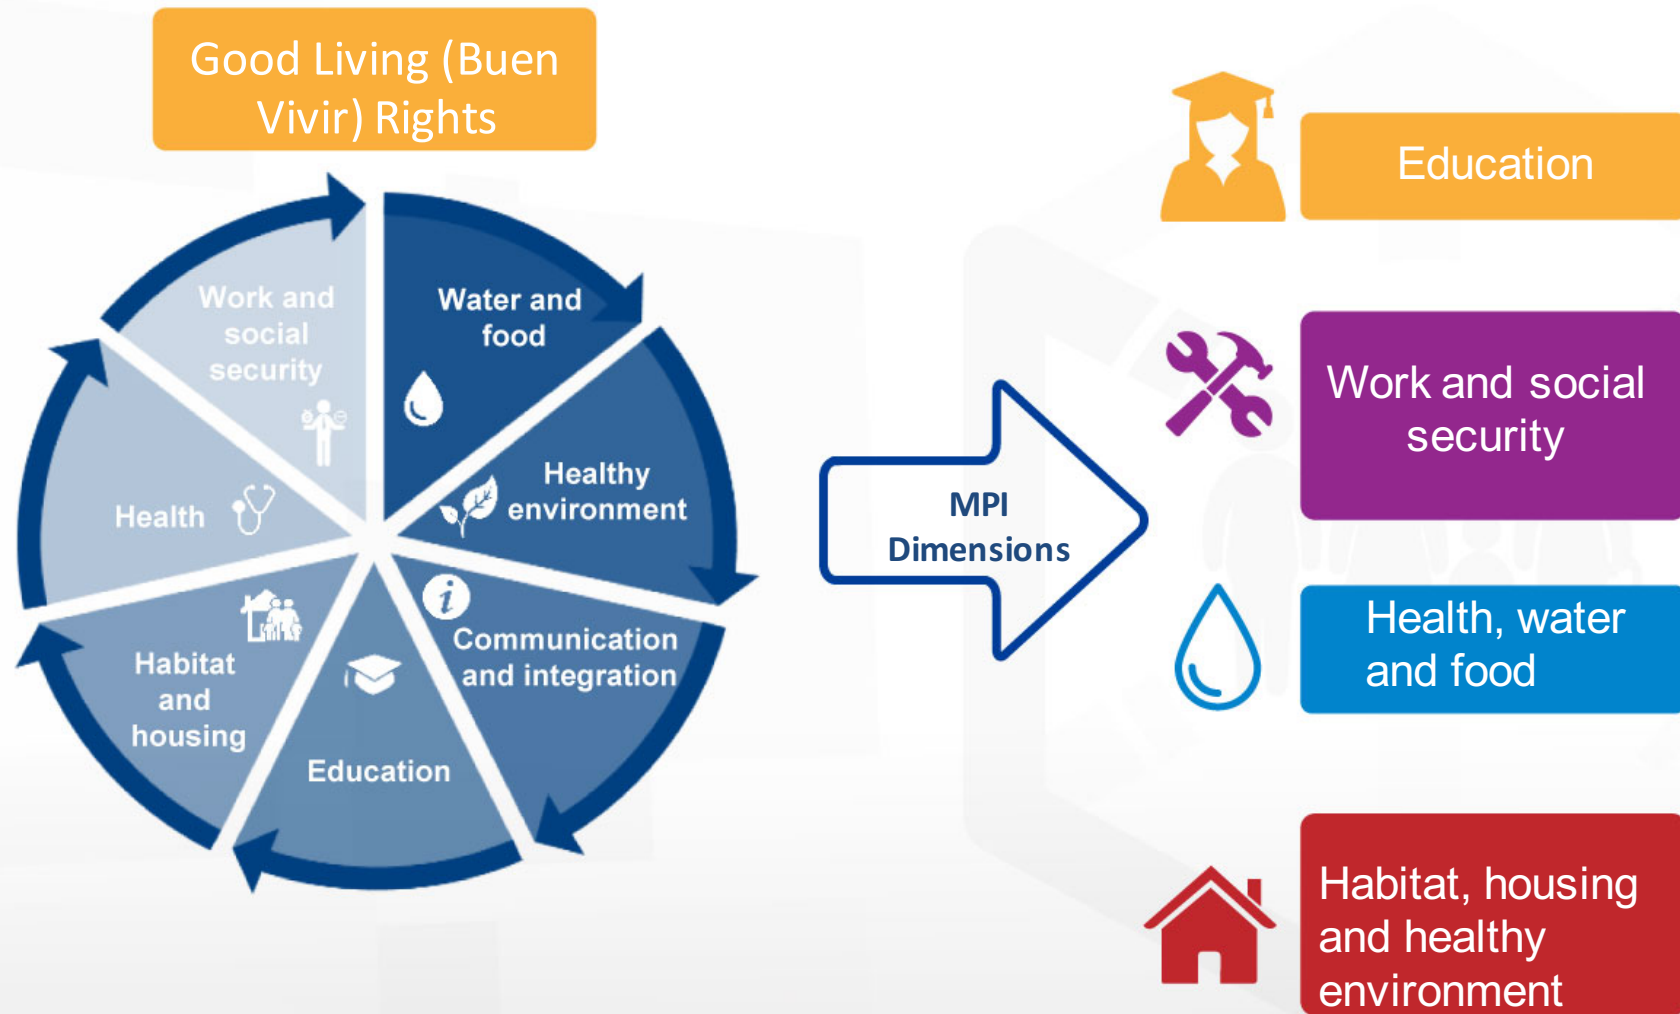 Good Living (Buen
Vivir) Rights
Work and
social
security
Water and
food
Healthy
environment
Communication
and integration
Education
Habitat
and
housing
Health
i
MPI
Dimensions
Education
Work and social
security
Health, water
and food
Habitat, housing
and healthy
environment